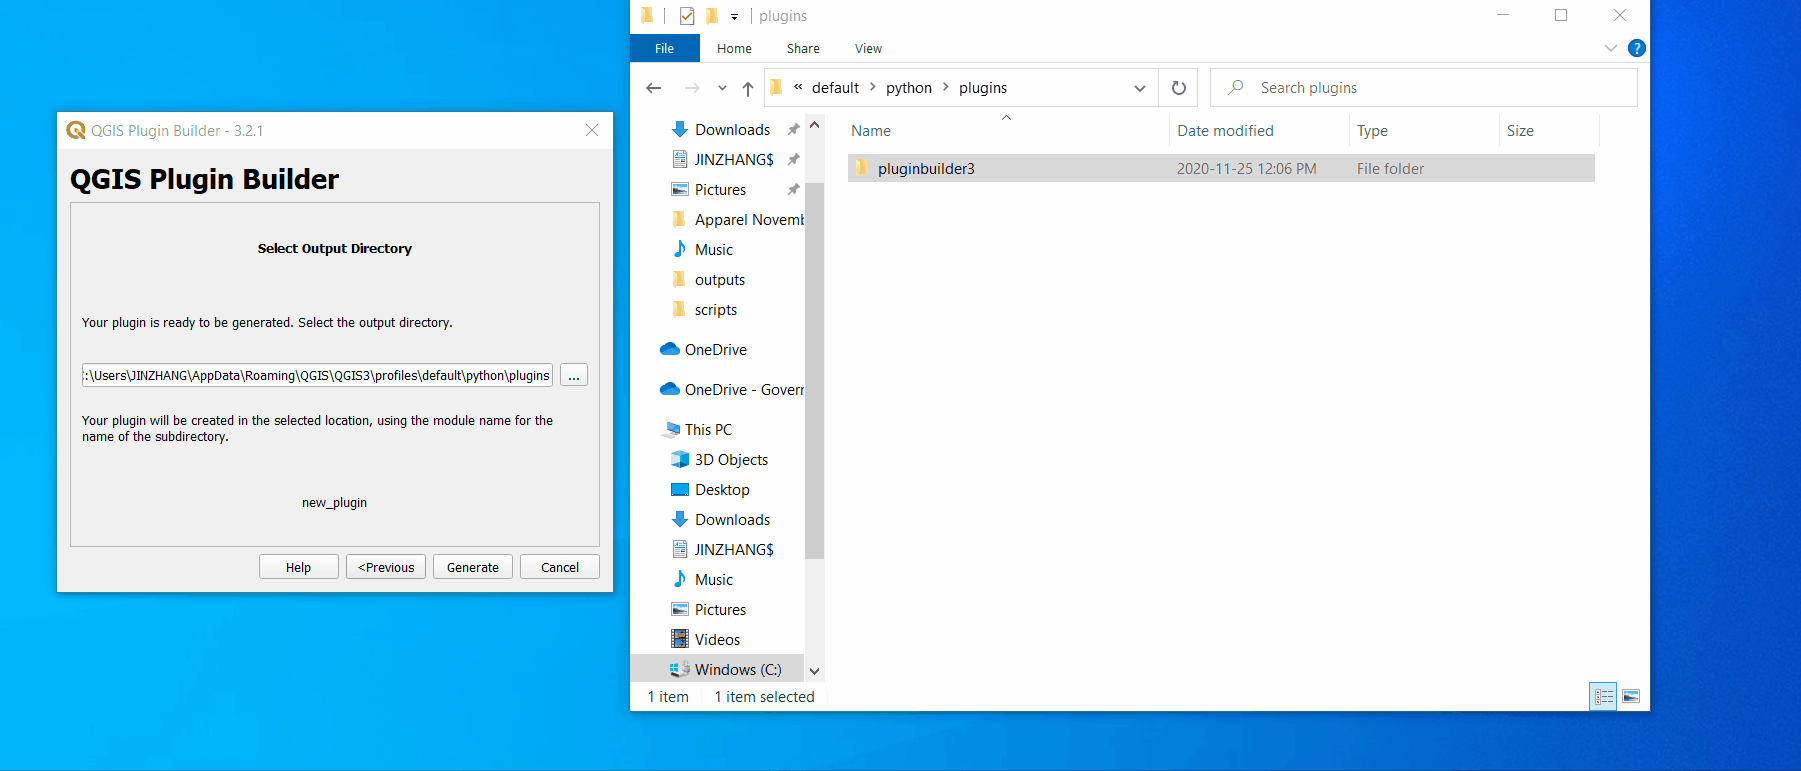 QGIS Plugin Builder - 3.2.1
QGIS Plugin Builder
Select Output Directory
Your plugin is ready to be generated. Select the output directory.
:\Users\JINZHANG\AppData\Roaming\QGIS\QGIS3\profiles\default\python\plugins
...
Your plugin will be created in the selected location, using the module name for the
name of the subdirectory.
new_plugin
Help
<Previous
Generate
Cancel
plugins
File
Home
Share
View
?
« default > python > plugins
Search plugins
Downloads
JINZHANG$
Pictures
Apparel Novemb
Music
outputs
scripts
OneDrive
OneDrive - Goverr
This PC
3D Objects
Desktop
Downloads
JINZHANG$
Music
Pictures
Videos
Windows (C:)
Name
Date modified
Type
Size
pluginbuilder3
2020-11-25 12:06 PM
File folder
1 item
1 item selected